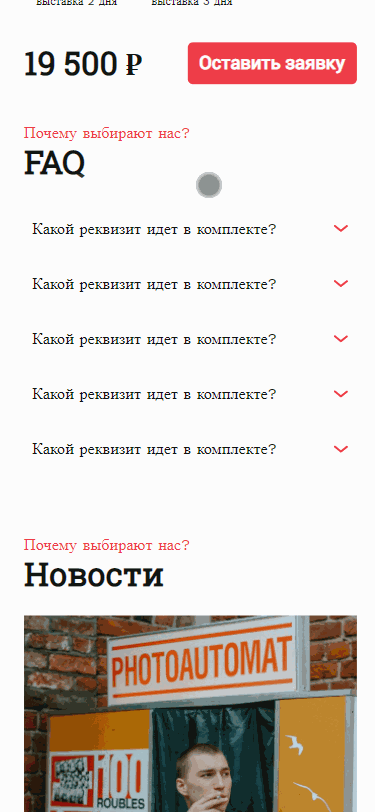 выставка 2 дня выставка 3 дня
19 500 ₽ Оставить заявку
Почему выбирают нас?
FAQ
Какой реквизит идет в комплекте?
Какой реквизит идет в комплекте?
Какой реквизит идет в комплекте?
Какой реквизит идет в комплекте?
Какой реквизит идет в комплекте?
Почему выбирают нас?
Новости
PHOTOAUTOMAT
100
ROUBLES